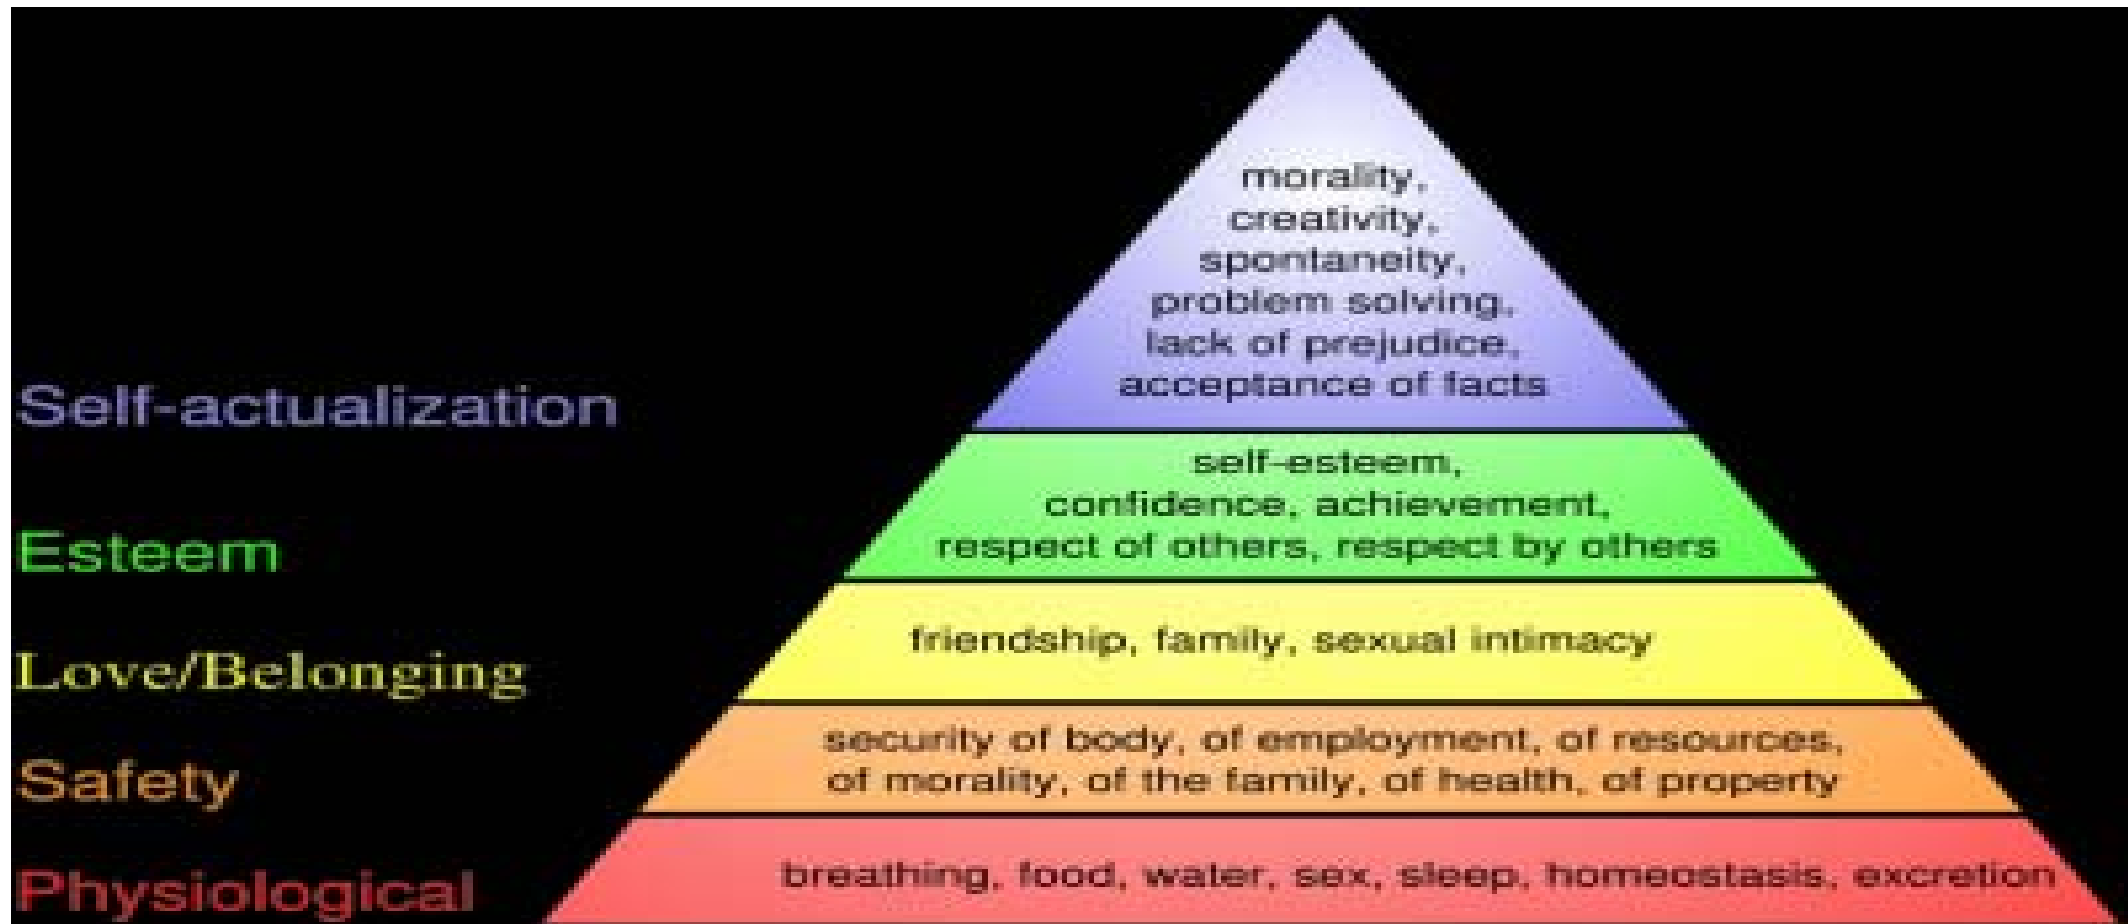 morality,
creativity,
spontaneity,
problem solving,
lack of prejudice,
acceptance of facts
Self-actualization
self-esteem,
confidence, achievement,
respect of others, respect by others
Esteem
friendship, family, sexual intimacy
Love/Belonging
security of body, of employment, of resources,
of morality, of the family, of health, of property
Safety
breathing, food, water, sex, sleep, homeostasis, excretion
Physiological